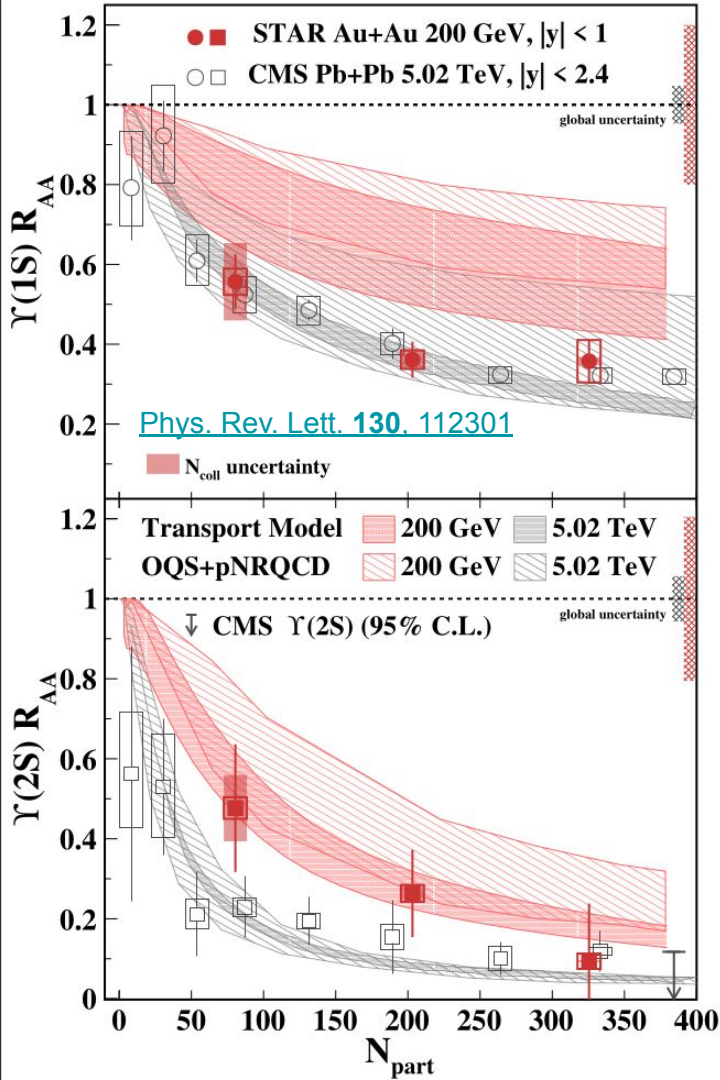 1.2
STAR Au+Au 200 GeV, |y| < 1
CMS Pb+Pb 5.02 TeV, |y| < 2.4
1
global uncertainty
0.8
ϒ(1S) R_AA
0.6
0.4
Phys. Rev. Lett. 130, 112301
0.2
N_coll uncertainty
1.2
Transport Model 200 GeV 5.02 TeV
OQS+pNRQCD 200 GeV 5.02 TeV
1
global uncertainty
CMS ϒ(2S) (95% C.L.)
0.8
ϒ(2S) R_AA
0.6
0.4
0.2
0
0 50 100 150 200 250 300 350 400
N_part